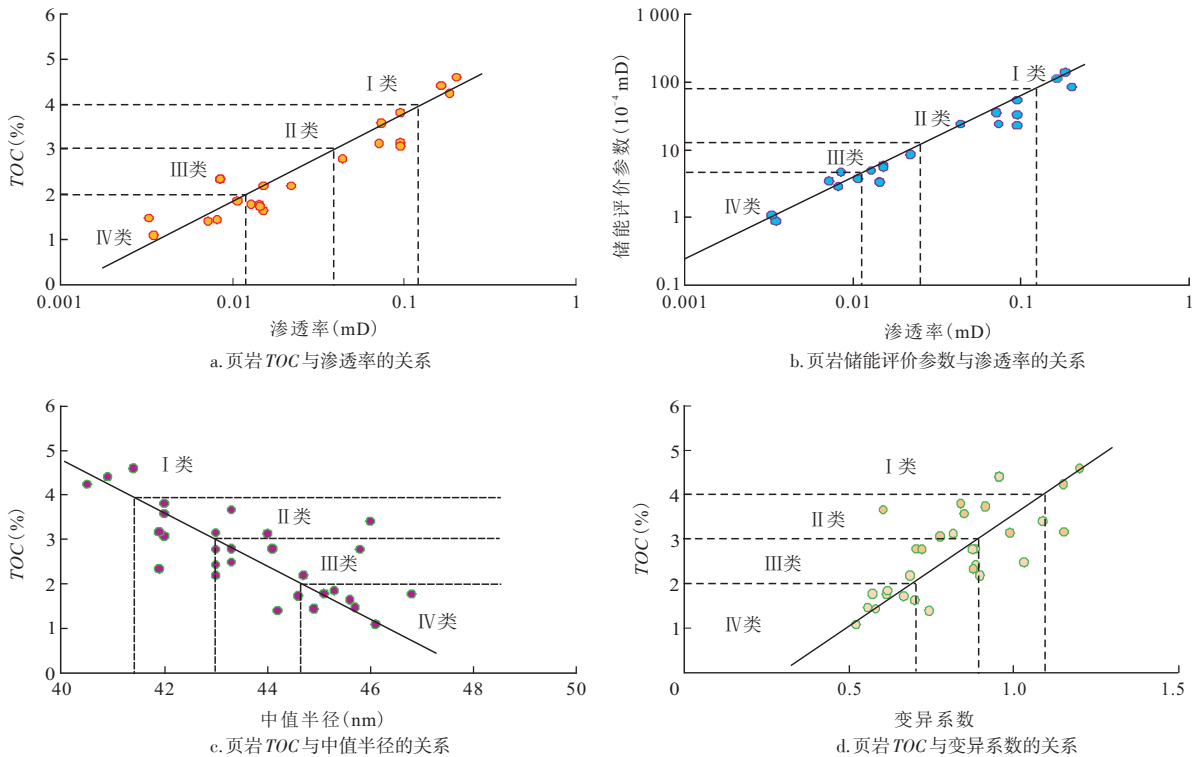 6
5
4
3
2
1
0
TOC(%)
Ⅰ类
Ⅱ类
Ⅲ类
Ⅳ类
0.001
0.01
0.1
1
渗透率(mD)
a.页岩TOC与渗透率的关系
1 000
100
10
1
0.1
储能评价参数(10⁻⁴ mD)
Ⅰ类
Ⅱ类
Ⅲ类
Ⅳ类
0.001
0.01
0.1
1
渗透率(mD)
b.页岩储能评价参数与渗透率的关系
6
5
4
3
2
1
0
TOC(%)
Ⅰ类
Ⅱ类
Ⅲ类
Ⅳ类
40
42
44
46
48
50
中值半径(nm)
c.页岩TOC与中值半径的关系
6
5
4
3
2
1
TOC(%)
Ⅰ类
Ⅱ类
Ⅲ类
Ⅳ类
0
0.5
1.0
1.5
变异系数
d.页岩TOC与变异系数的关系